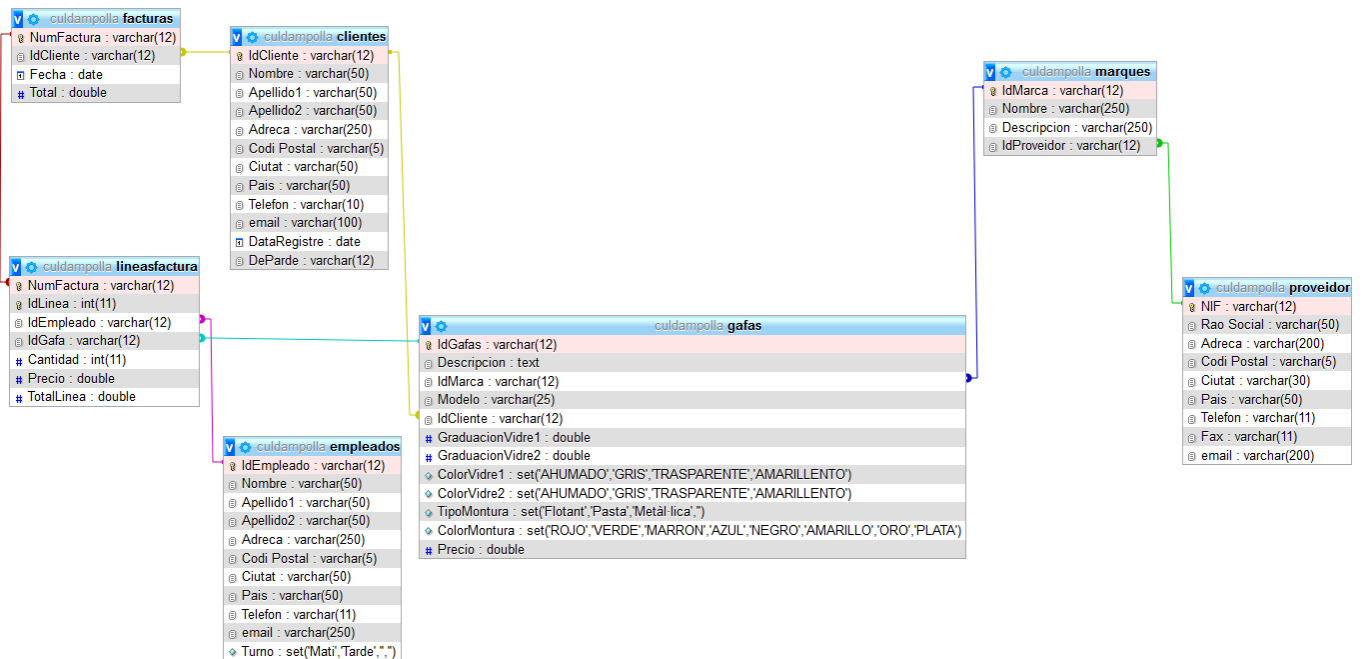 culdampolla facturas
NumFactura : varchar(12)
IdCliente : varchar(12)
Fecha : date
Total : double
culdampolla clientes
IdCliente : varchar(12)
Nombre : varchar(50)
Apellido1 : varchar(50)
Apellido2 : varchar(50)
Adreca : varchar(250)
Codi Postal : varchar(5)
Ciutat : varchar(50)
Pais : varchar(50)
Telefon : varchar(10)
email : varchar(100)
DataRegistre : date
DeParde : varchar(12)
culdampolla marques
IdMarca : varchar(12)
Nombre : varchar(250)
Descripcion : varchar(250)
IdProveidor : varchar(12)
culdampolla lineasfactura
NumFactura : varchar(12)
IdLinea : int(11)
IdEmpleado : varchar(12)
IdGafa : varchar(12)
Cantidad : int(11)
Precio : double
TotalLinea : double
culdampolla proveidor
NIF : varchar(12)
Rao Social : varchar(50)
Adreca : varchar(200)
Codi Postal : varchar(5)
Ciutat : varchar(30)
Pais : varchar(50)
Telefon : varchar(11)
Fax : varchar(11)
email : varchar(200)
culdampolla gafas
IdGafas : varchar(12)
Descripcion : text
IdMarca : varchar(12)
Modelo : varchar(25)
IdCliente : varchar(12)
GraduacionVidre1 : double
GraduacionVidre2 : double
ColorVidre1 : set('AHUMADO','GRIS','TRASPARENTE','AMARILLENTO')
ColorVidre2 : set('AHUMADO','GRIS','TRASPARENTE','AMARILLENTO')
TipoMontura : set('Flotant','Pasta','Metàl·lica','')
ColorMontura : set('ROJO','VERDE','MARRON','AZUL','NEGRO','AMARILLO','ORO','PLATA')
Precio : double
culdampolla empleados
IdEmpleado : varchar(12)
Nombre : varchar(50)
Apellido1 : varchar(50)
Apellido2 : varchar(50)
Adreca : varchar(250)
Codi Postal : varchar(5)
Ciutat : varchar(50)
Pais : varchar(50)
Telefon : varchar(11)
email : varchar(250)
Turno : set('Mati','Tarde','','')